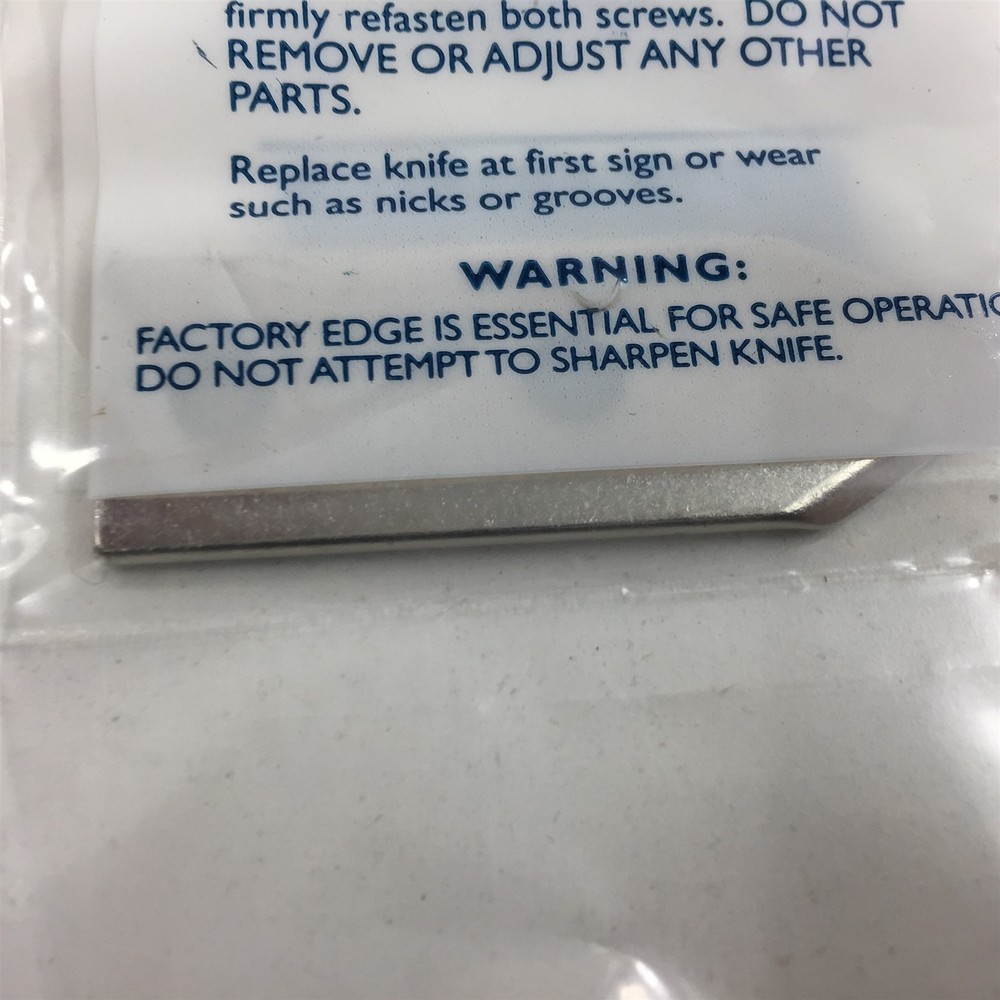 firmly refasten both screws. DO NOT
REMOVE OR ADJUST ANY OTHER
PARTS.
Replace knife at first sign or wear
such as nicks or grooves.
WARNING:
FACTORY EDGE IS ESSENTIAL FOR SAFE OPERATIO
DO NOT ATTEMPT TO SHARPEN KNIFE.